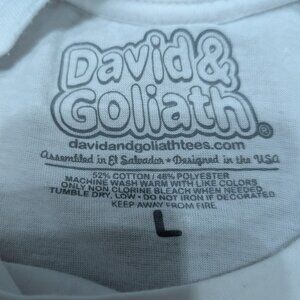 David &
Goliath®
davidandgoliathtees.com
Assembled in El Salvador • Designed in the USA
52% COTTON / 48% POLYESTER
MACHINE WASH WARM WITH LIKE COLORS
ONLY NON CLORINE BLEACH WHEN NEEDED
TUMBLE DRY, LOW • DO NOT IRON IF DECORATED
KEEP AWAY FROM FIRE
L